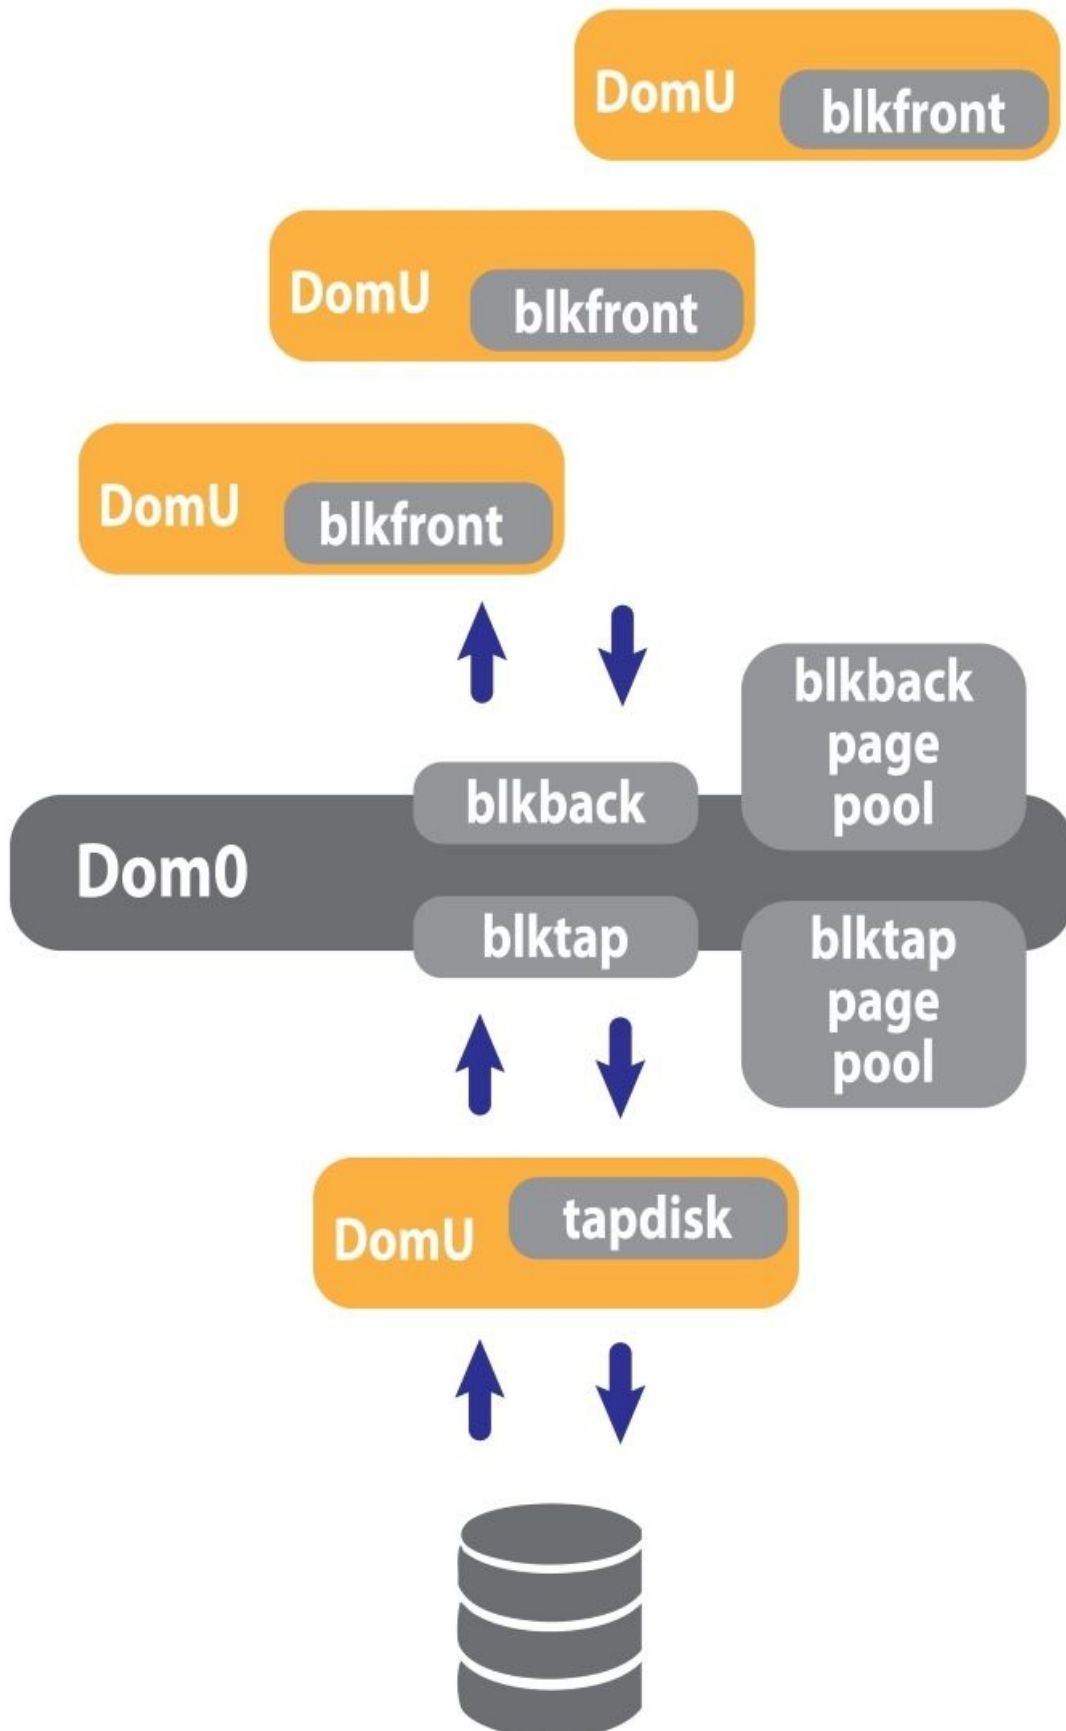 DomU
blkfront
DomU
blkfront
DomU
blkfront
blkback
page
pool
blkback
Dom0
blktap
blktap
page
pool
DomU
tapdisk